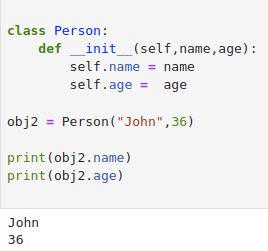 class Person:
    def __init__(self,name,age):
        self.name = name
        self.age =  age
obj2 = Person("John",36)
print(obj2.name)
print(obj2.age)
John
36